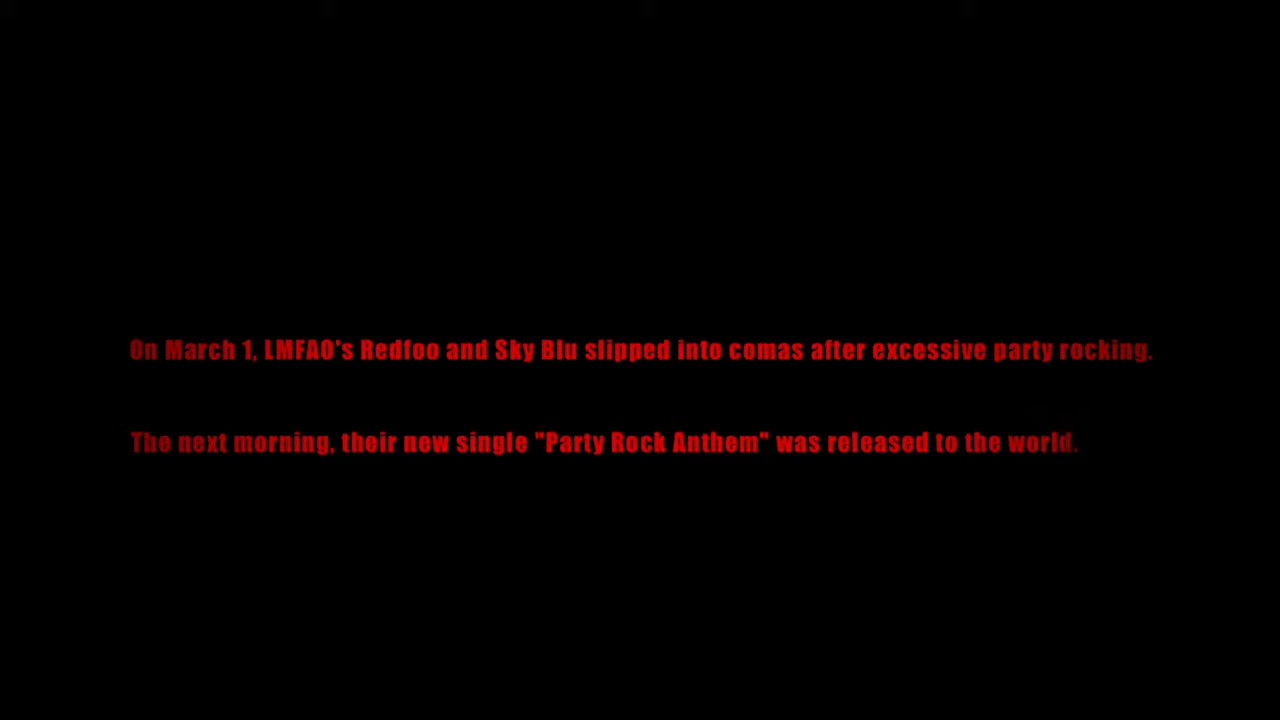 On March 1, LMFAO's Redfoo and Sky Blu slipped into comas after excessive party rocking.
The next morning, their new single "Party Rock Anthem" was released to the world.